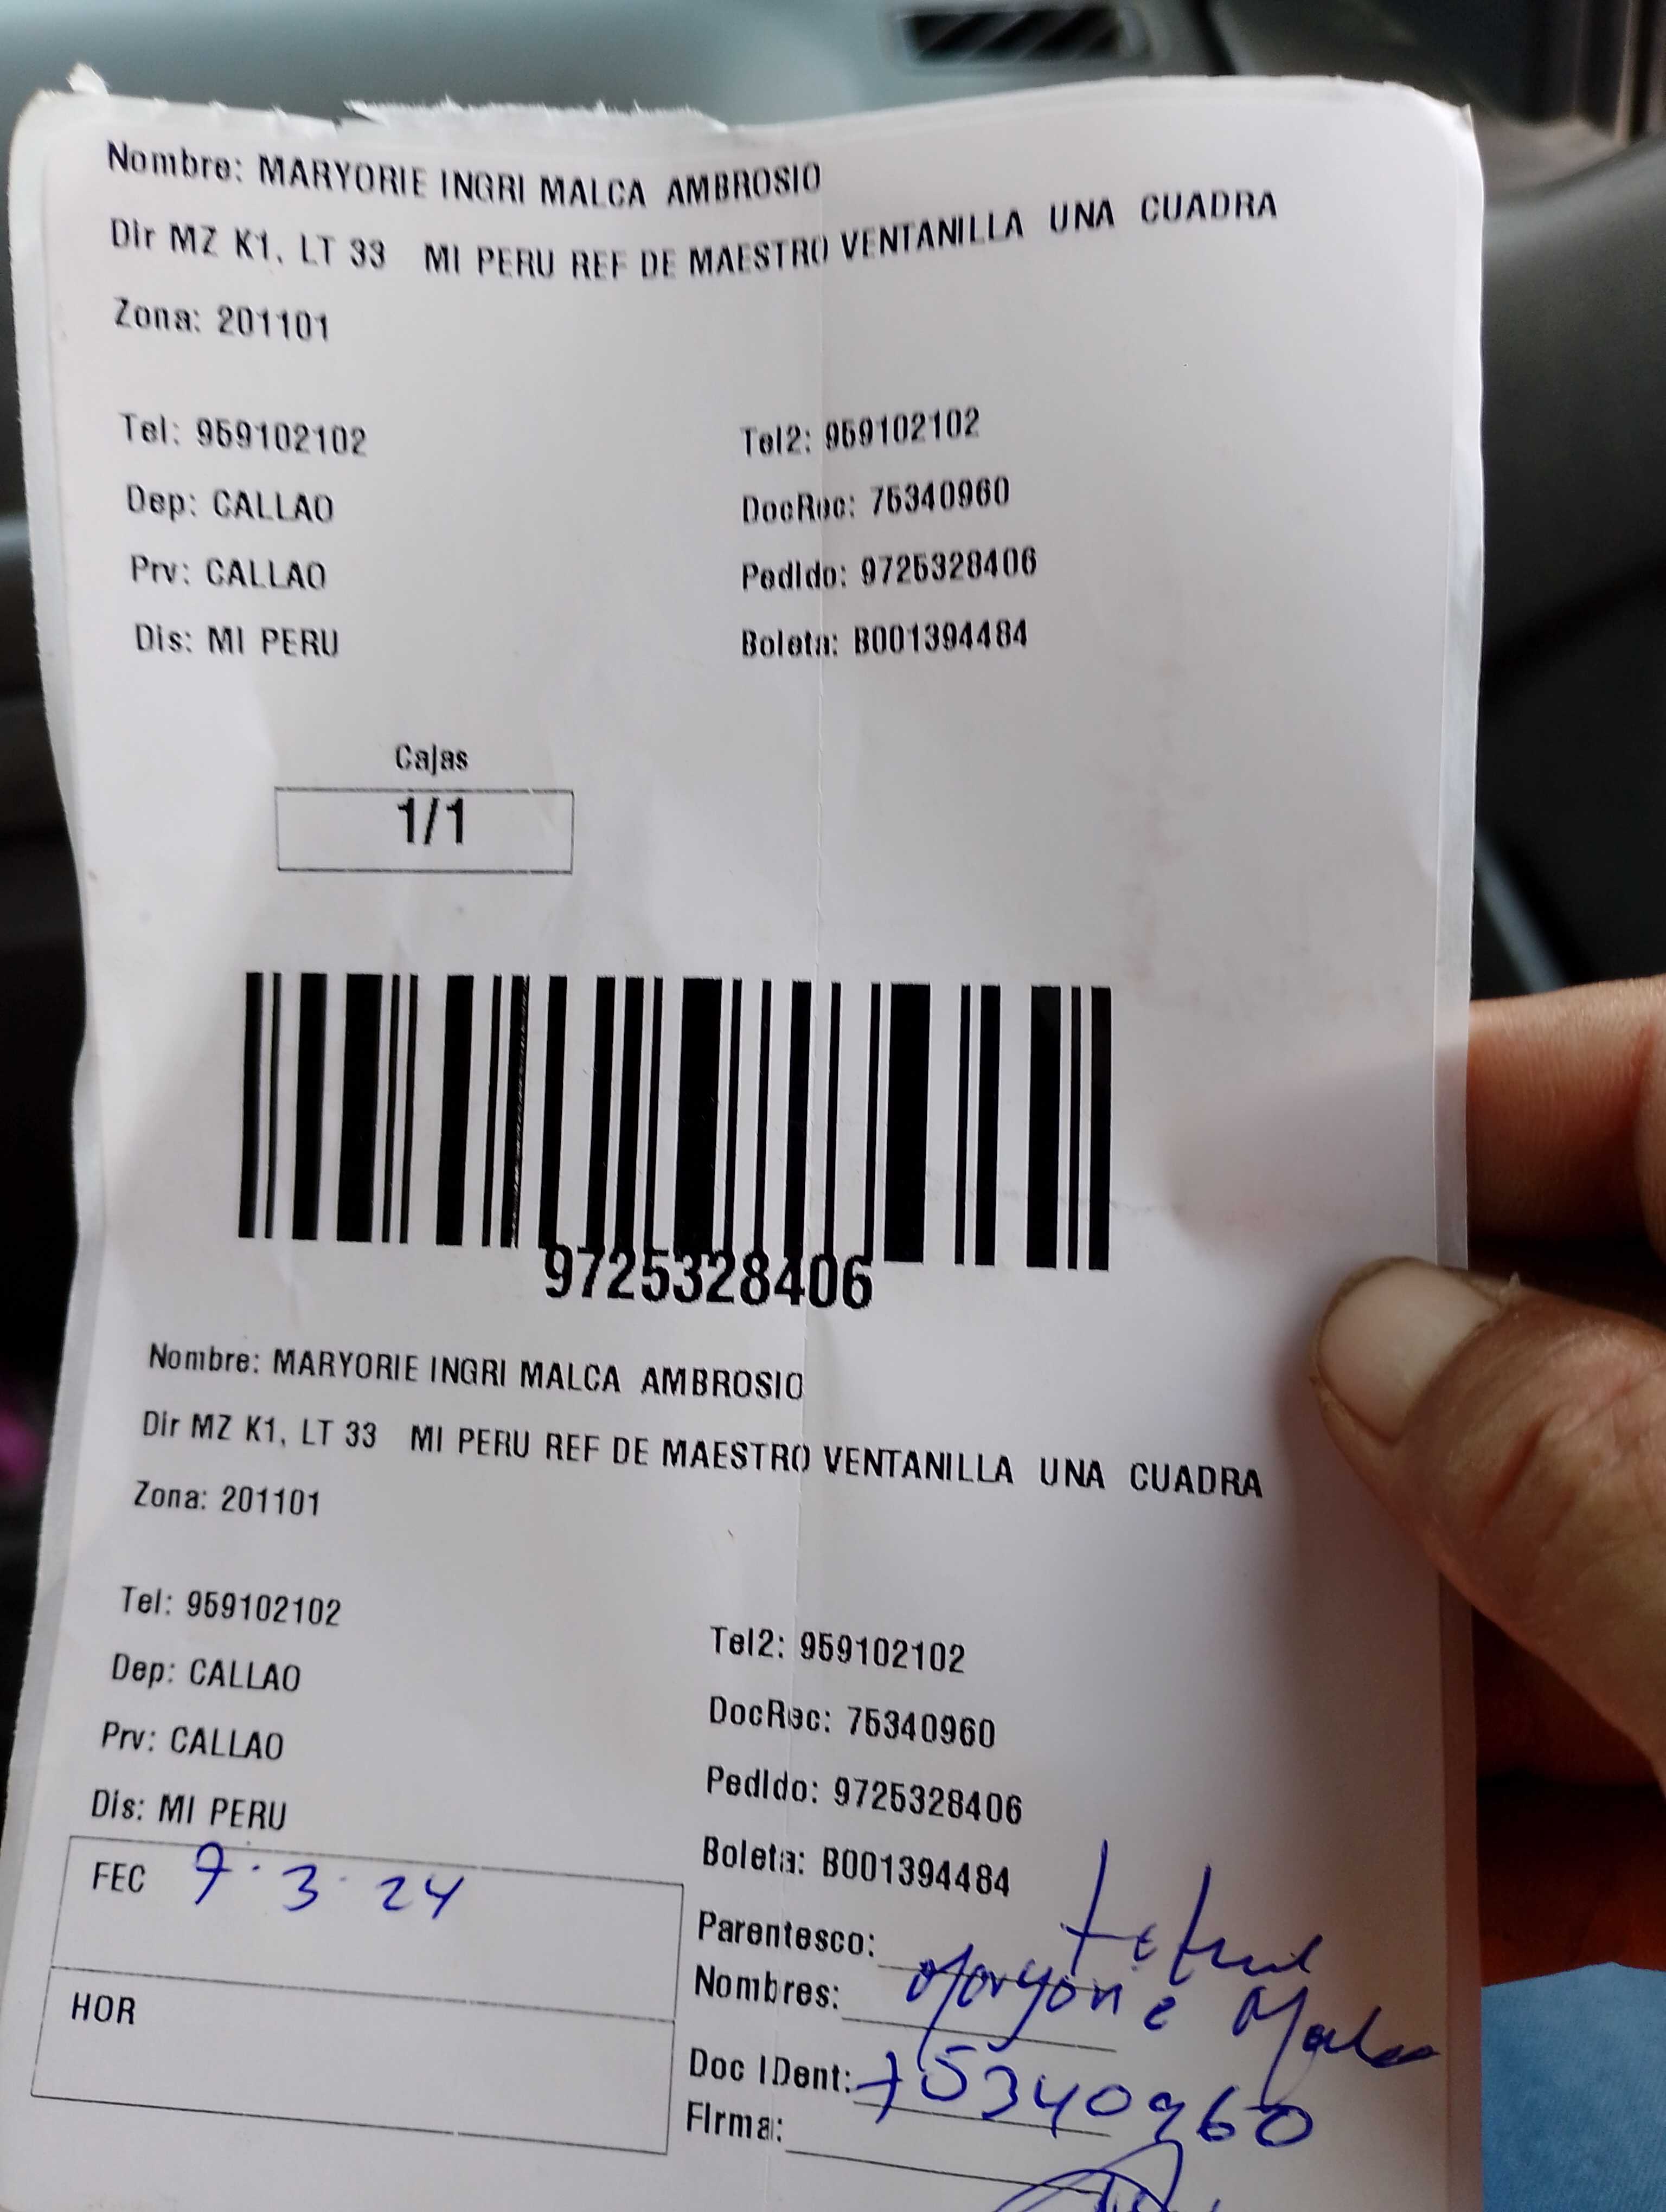 Nombre: MARYORIE INGRI MALCA AMBROSIO
Dir MZ K1, LT 33 MI PERU REF DE MAESTRO VENTANILLA UNA CUADRA
Zona: 201101
Tel: 959102102 Tel2: 959102102
Dep: CALLAO DocRec: 75340960
Prv: CALLAO Pedido: 9725328406
Dis: MI PERU Boleta: B001394484
Cajas
1/1
9725328406
Nombre: MARYORIE INGRI MALCA AMBROSIO
Dir MZ K1, LT 33 MI PERU REF DE MAESTRO VENTANILLA UNA CUADRA
Zona: 201101
Tel: 959102102 Tel2: 959102102
Dep: CALLAO DocRec: 75340960
Prv: CALLAO Pedido: 9725328406
Dis: MI PERU Boleta: B001394484
FEC 7.3.24
HOR
Parentesco:
Nombres: Maryorie Malca
Doc IDent: 75340960
Firma: